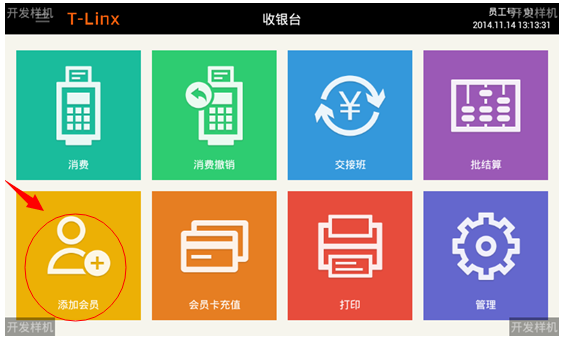 开发样机
T-Linx
收银台
员工号：01
开发样机
2014.11.14 13:13:31
消费
消费撤销
交接班
批结算
添加会员
会员卡充值
打印
管理
开发样机
开发样机